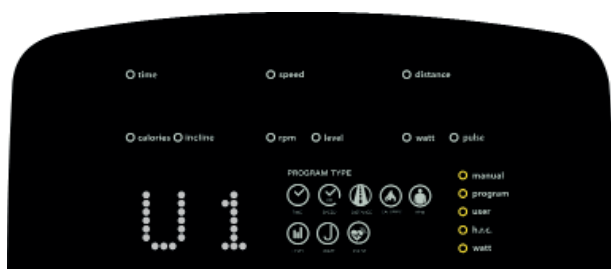 time speed distance
calories incline rpm level watt pulse
PROGRAM TYPE
manual
program
user
h.r.c.
watt
U1